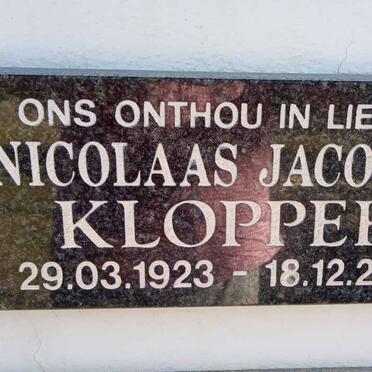 ONS ONTHOU IN LIE
NICOLAAS JACO
KLOPPE
29.03.1923 - 18.12.2